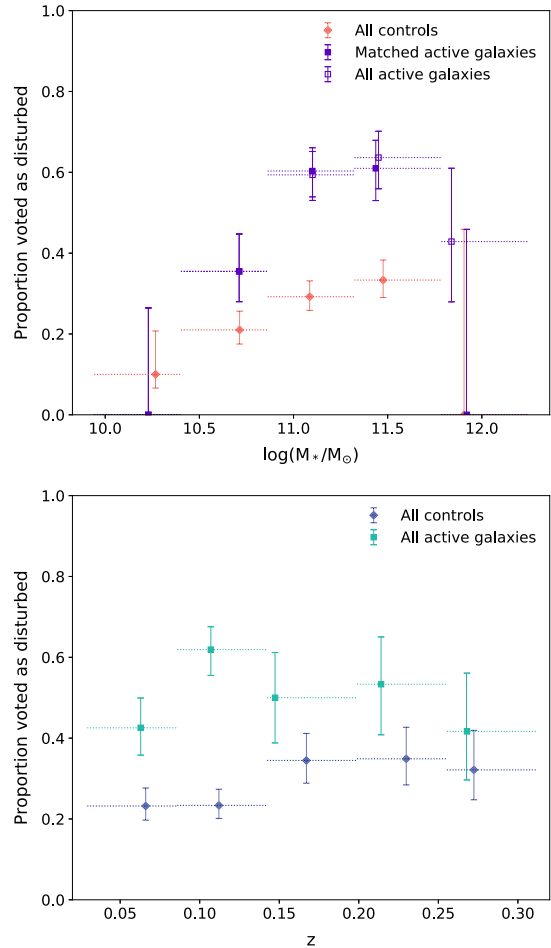 All controls
Matched active galaxies
All active galaxies
Proportion voted as disturbed
1.0
0.8
0.6
0.4
0.2
0.0
10.0 10.5 11.0 11.5 12.0
log(M*/M⊙)
All controls
All active galaxies
Proportion voted as disturbed
1.0
0.8
0.6
0.4
0.2
0.0
0.05 0.10 0.15 0.20 0.25 0.30
z